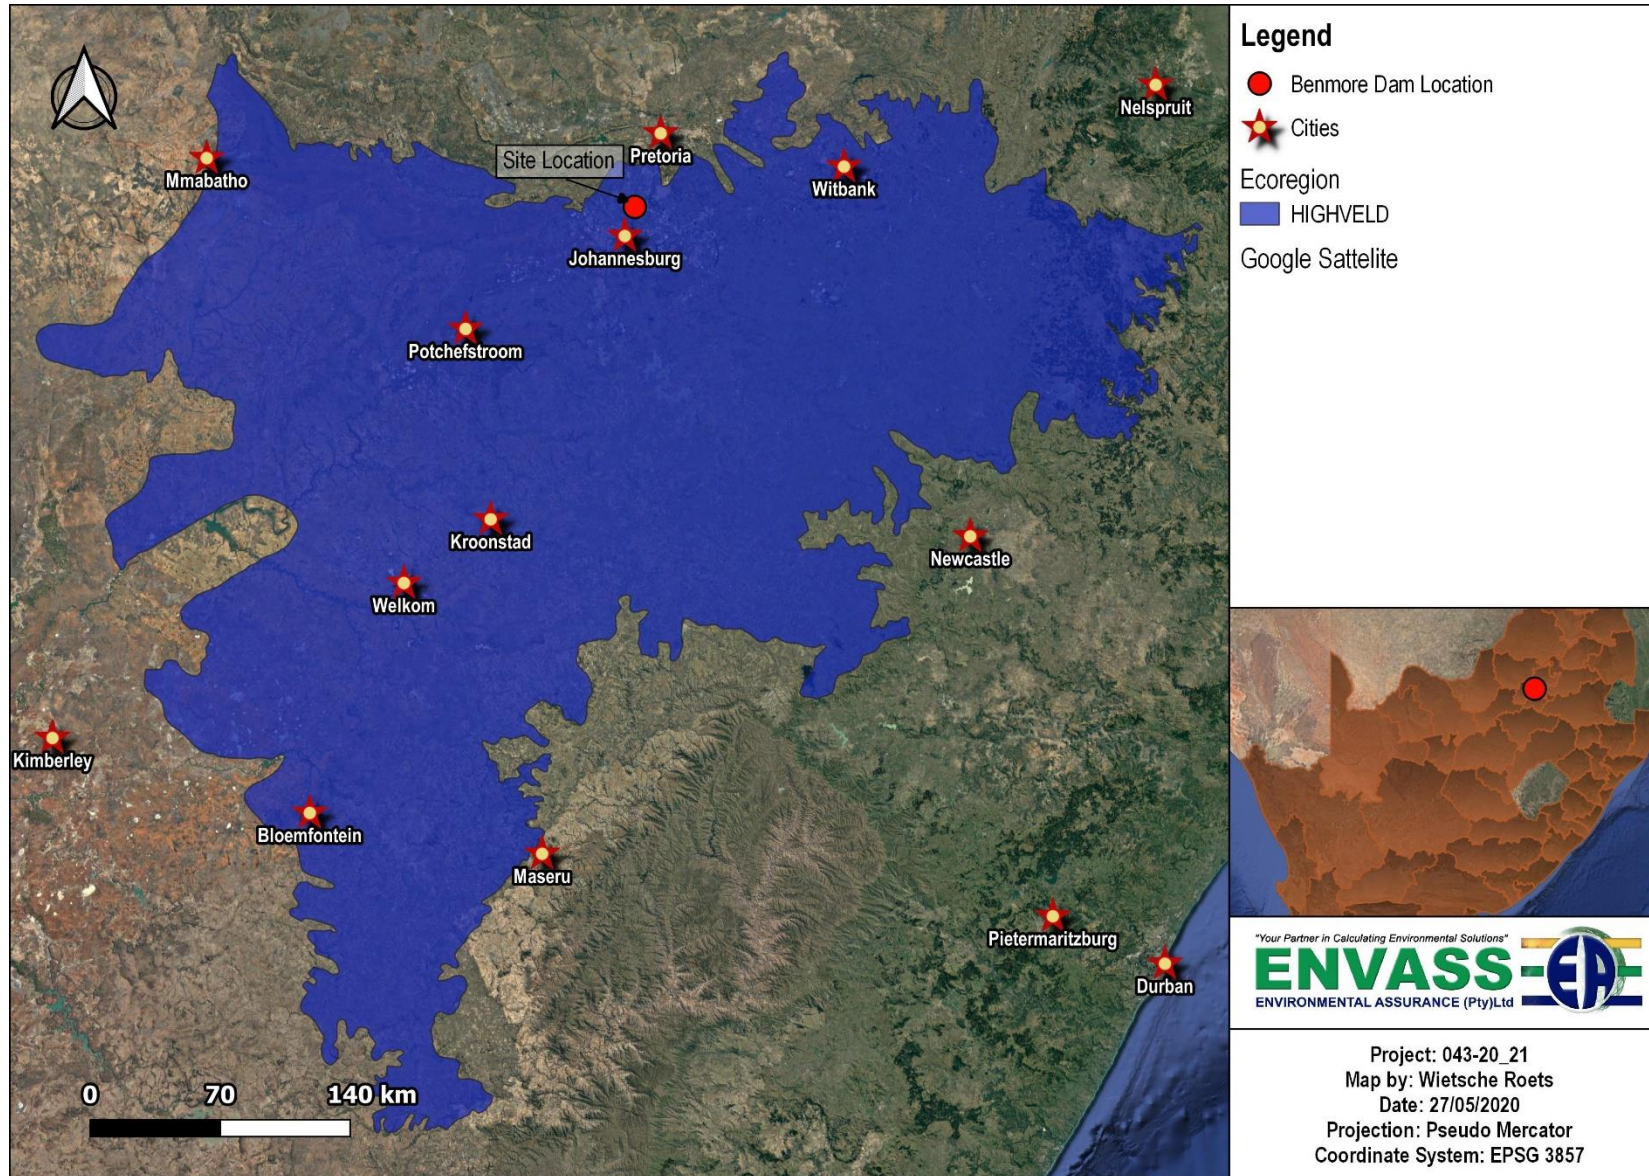 Nelspruit
Pretoria
Site Location
Mmabatho
Witbank
Johannesburg
Potchefstroom
Kroonstad
Newcastle
Welkom
Kimberley
Bloemfontein
Maseru
Pietermaritzburg
Durban
0 70 140 km
Legend
Benmore Dam Location
Cities
Ecoregion
HIGHVELD
Google Sattelite
"Your Partner in Calculating Environmental Solutions"
ENVASS
ENVIRONMENTAL ASSURANCE (Pty)Ltd
EA
Project: 043-20_21
Map by: Wietsche Roets
Date: 27/05/2020
Projection: Pseudo Mercator
Coordinate System: EPSG 3857